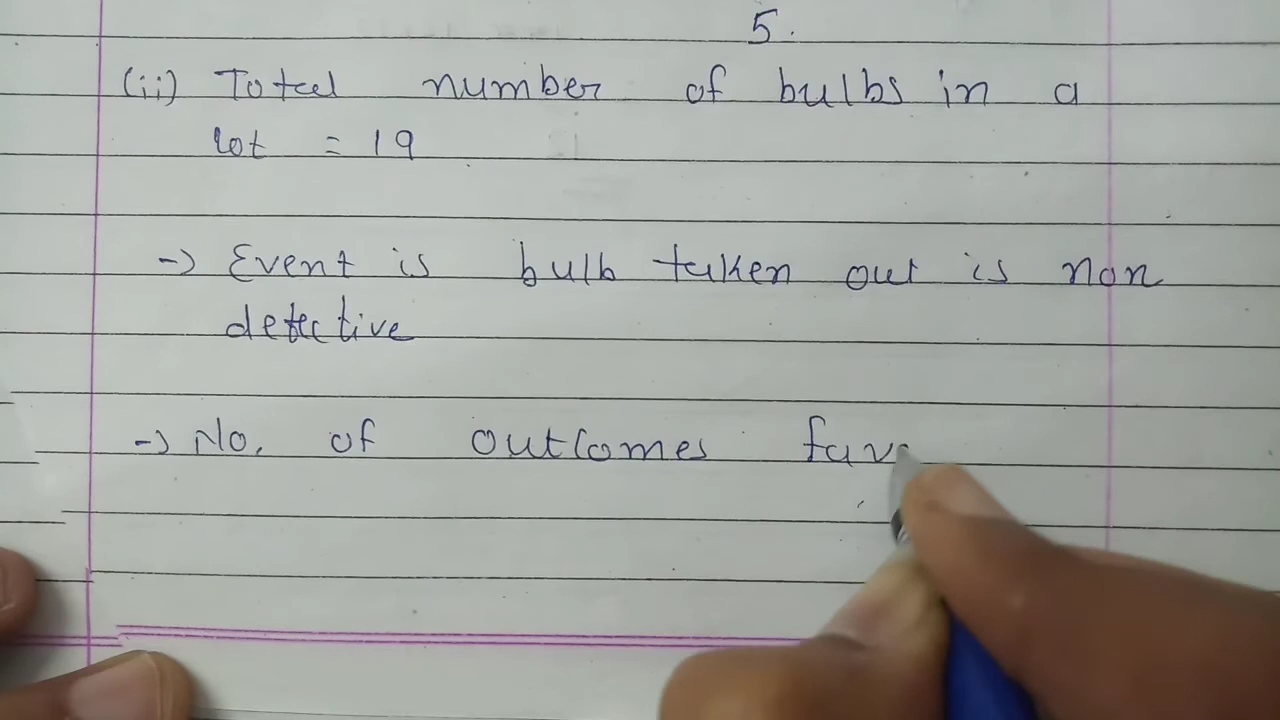 5.
(ii) Total number of bulbs in a
lot = 19
-> Event is bulb taken out is non
defective
-> No. of outcomes favo